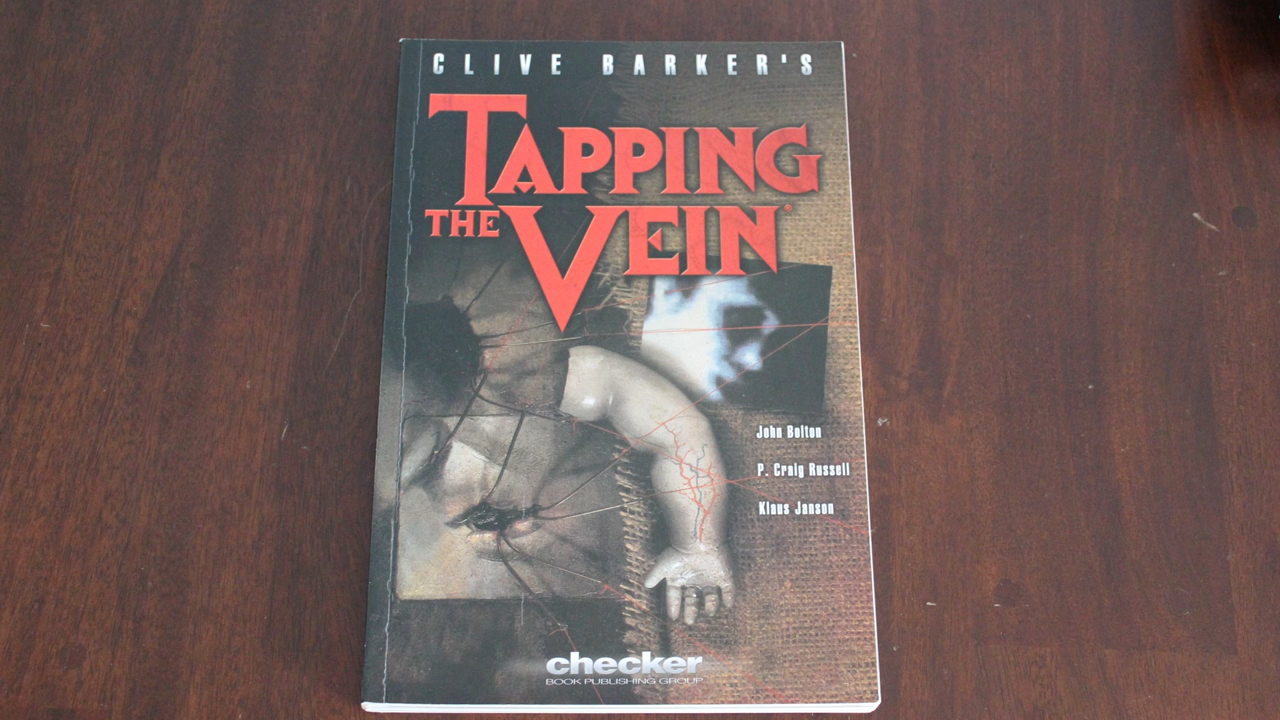 CLIVE BARKER'S
TAPPING
THE VEIN
John Bolton
P. Craig Russell
Klaus Janson
checker
BOOK PUBLISHING GROUP